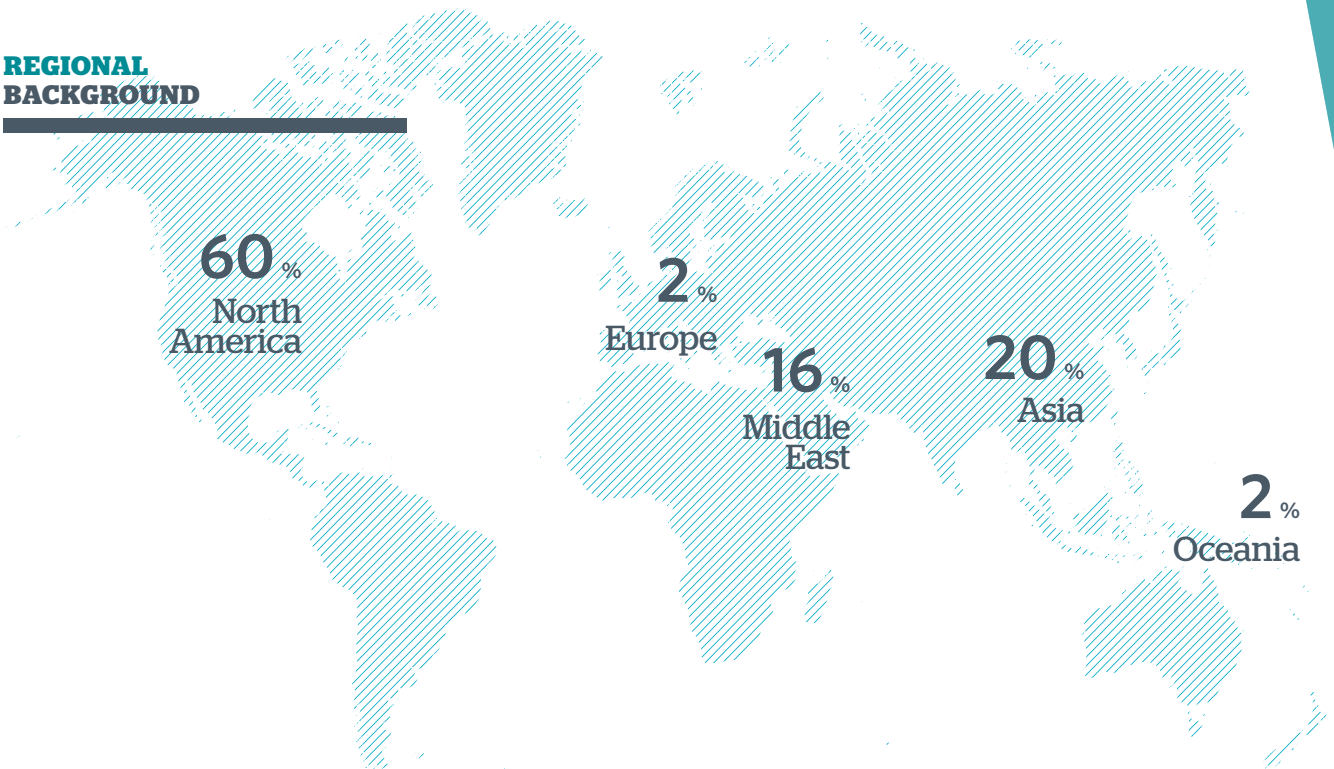 REGIONAL
BACKGROUND
60 %
North
America
2 %
Europe
16 %
Middle
East
20 %
Asia
2 %
Oceania